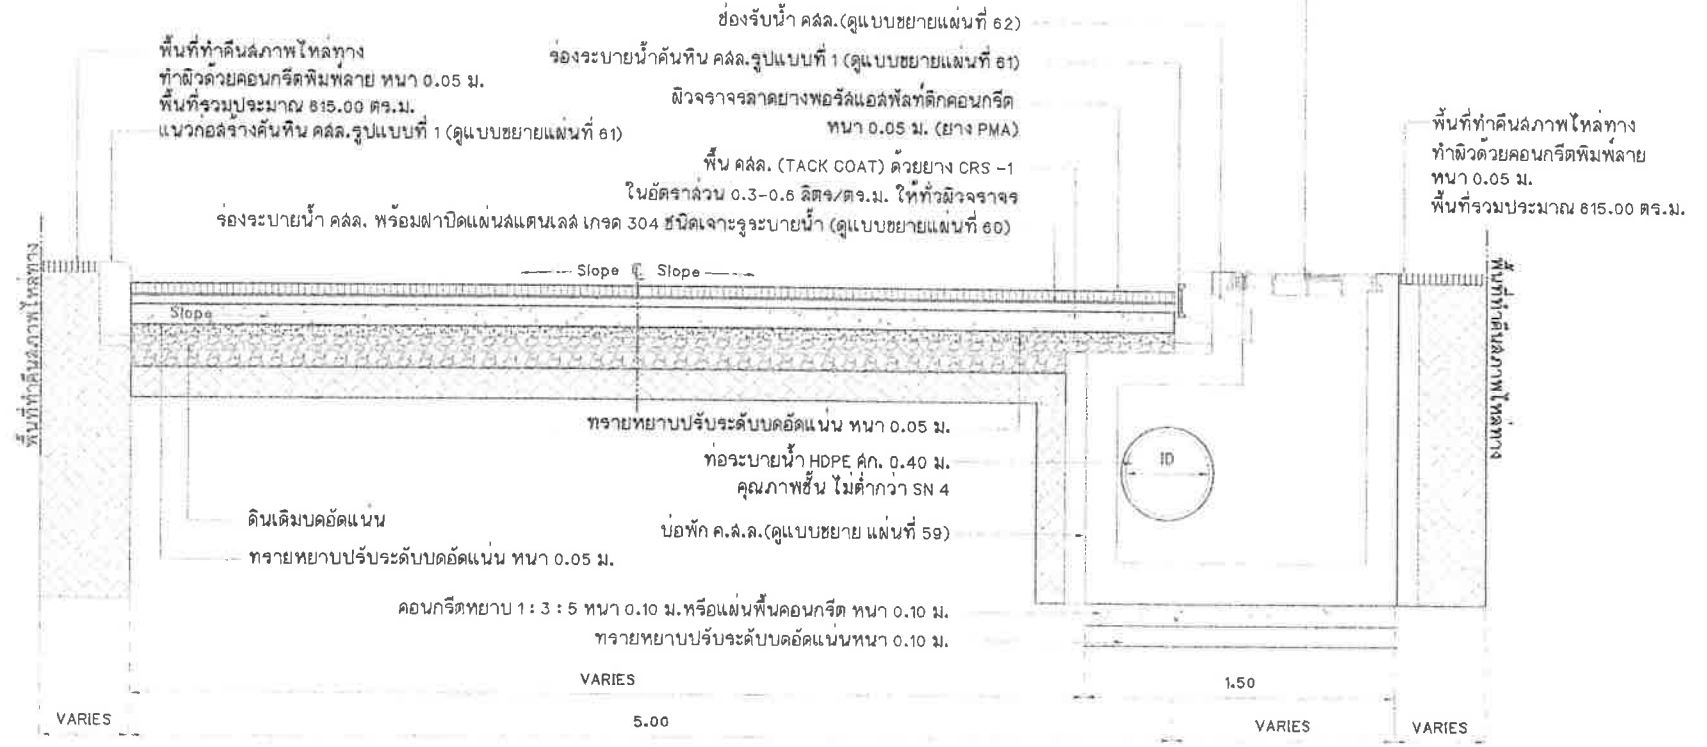 ช่องรับน้ำ คสล.(ดูแบบขยายแผ่นที่ 62)
พื้นที่ทำคืนสภาพไหล่ทาง
ทำผิวด้วยคอนกรีตพิมพ์ลาย หนา 0.05 ม.
พื้นที่รวมประมาณ 615.00 ตร.ม.
แนวก่อสร้างคันหิน คสล.รูปแบบที่ 1 (ดูแบบขยายแผ่นที่ 61)
ร่องระบายน้ำคันหิน คสล.รูปแบบที่ 1 (ดูแบบขยายแผ่นที่ 61)
ผิวจราจรลาดยางพอรัสแอสฟัลท์ติกคอนกรีต
หนา 0.05 ม. (ยาง PMA)
พื้น คสล. (TACK COAT) ด้วยยาง CRS -1
ในอัตราส่วน 0.3-0.6 ลิตร/ตร.ม. ให้ทั่วผิวจราจร
ร่องระบายน้ำ คสล. พร้อมฝาปิดแผ่นสแตนเลส เกรด 304 ชนิดเจาะรูระบายน้ำ (ดูแบบขยายแผ่นที่ 60)
พื้นที่ทำคืนสภาพไหล่ทาง
ทำผิวด้วยคอนกรีตพิมพ์ลาย
หนา 0.05 ม.
พื้นที่รวมประมาณ 615.00 ตร.ม.
พื้นที่ทำคืนสภาพไหล่ทาง
Slope
Slope
Slope
พื้นที่ทำคืนสภาพไหล่ทาง
ทรายหยาบปรับระดับบดอัดแน่น หนา 0.05 ม.
ท่อระบายน้ำ HDPE ศก. 0.40 ม.
คุณภาพชั้น ไม่ต่ำกว่า SN 4
ID
ดินเดิมบดอัดแน่น
บ่อพัก ค.ส.ล.(ดูแบบขยาย แผ่นที่ 59)
ทรายหยาบปรับระดับบดอัดแน่น หนา 0.05 ม.
คอนกรีตหยาบ 1 : 3 : 5 หนา 0.10 ม.หรือแผ่นพื้นคอนกรีต หนา 0.10 ม.
ทรายหยาบปรับระดับบดอัดแน่นหนา 0.10 ม.
VARIES
1.50
VARIES
5.00
VARIES
VARIES